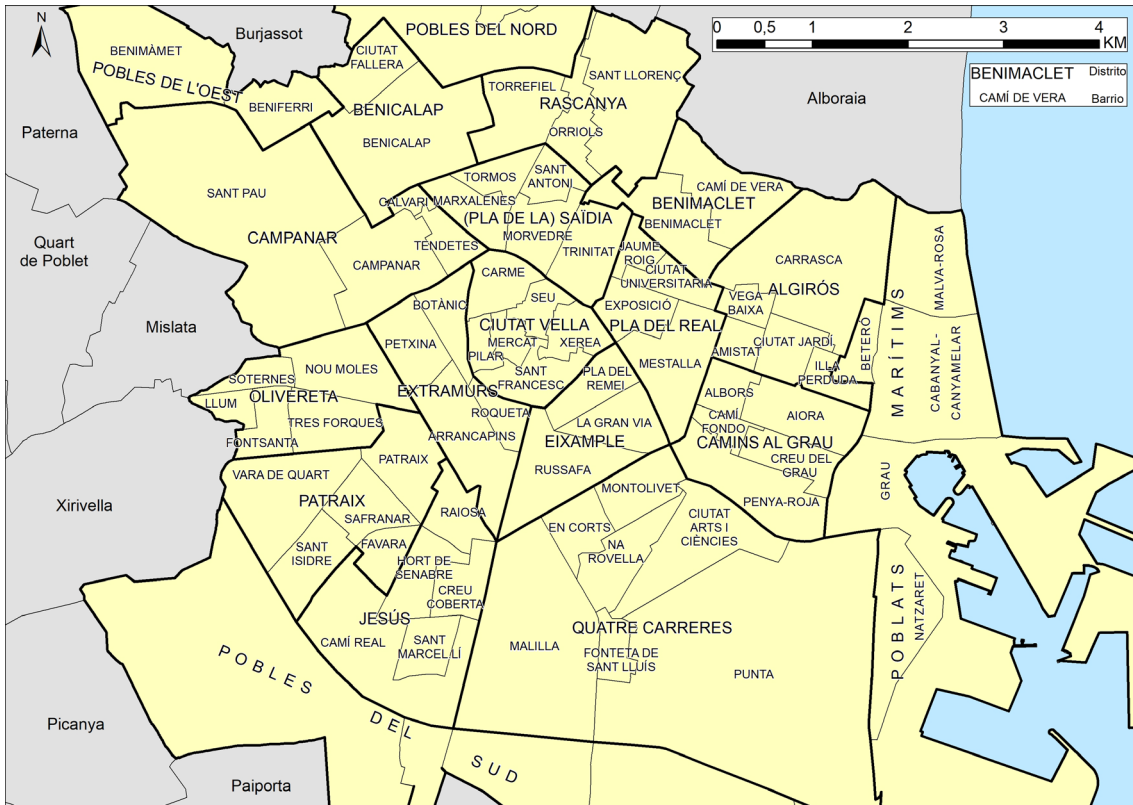 N
Burjassot
POBLES DEL NORD
0
0,5
1
2
3
4
KM
BENIMACLET
Distrito
CAMÍ DE VERA
Barrio
BENIMÀMET
POBLES DE L'OEST
BENIFERRI
CIUTAT
FALLERA
BENICALAP
BENICALAP
TORREFIEL
SANT LLORENÇ
RASCANYA
ORRIOLS
Alboraia
Paterna
SANT PAU
CAMPANAR
CAMPANAR
CALVARI
TENDETES
TORMOS
SANT
ANTONI
MARXALENES
(PLA DE LA) SAÏDIA
MORVEDRE
TRINITAT
CAMÍ DE VERA
BENIMACLET
BENIMACLET
JAUME
ROIG
CIUTAT
UNIVERSITARIA
EXPOSICIÓ
PLA DEL REAL
MESTALLA
CARRASCA
ALGIRÓS
VEGA
BAIXA
AMISTAT
CIUTAT JARDÍ
ILLA
PERDUDA
BETERÓ
MARÍTIMS
MALVA-ROSA
CABANYAL-
CANYAMELAR
GRAU
Quart
de Poblet
Mislata
Xirivella
Picanya
Paiporta
CARME
SEU
CIUTAT VELLA
MERCAT
XEREA
PILAR
SANT
FRANCESC
BOTÀNIC
PETXINA
EXTRAMURS
ROQUETA
ARRANCAPINS
PLA DEL
REMEI
LA GRAN VIA
EIXAMPLE
RUSSAFA
NOU MOLES
SOTERNES
OLIVERETA
LLUM
TRES FORQUES
FONTSANTA
ALBORS
AIORA
CAMÍ
FONDO
CAMINS AL GRAU
CREU DEL
GRAU
PENYA-ROJA
VARA DE QUART
PATRAIX
PATRAIX
SAFRANAR
FAVARA
SANT
ISIDRE
RAIOSA
HORT DE
SENABRE
CREU
COBERTA
JESÚS
CAMÍ REAL
SANT
MARCEL·LÍ
MONTOLIVET
EN CORTS
NA
ROVELLA
CIUTAT
ARTS I
CIÈNCIES
QUATRE CARRERES
MALILLA
FONTETA DE
SANT LLUÍS
PUNTA
POBLATS
NATZARET
POBLES
DEL
SUD